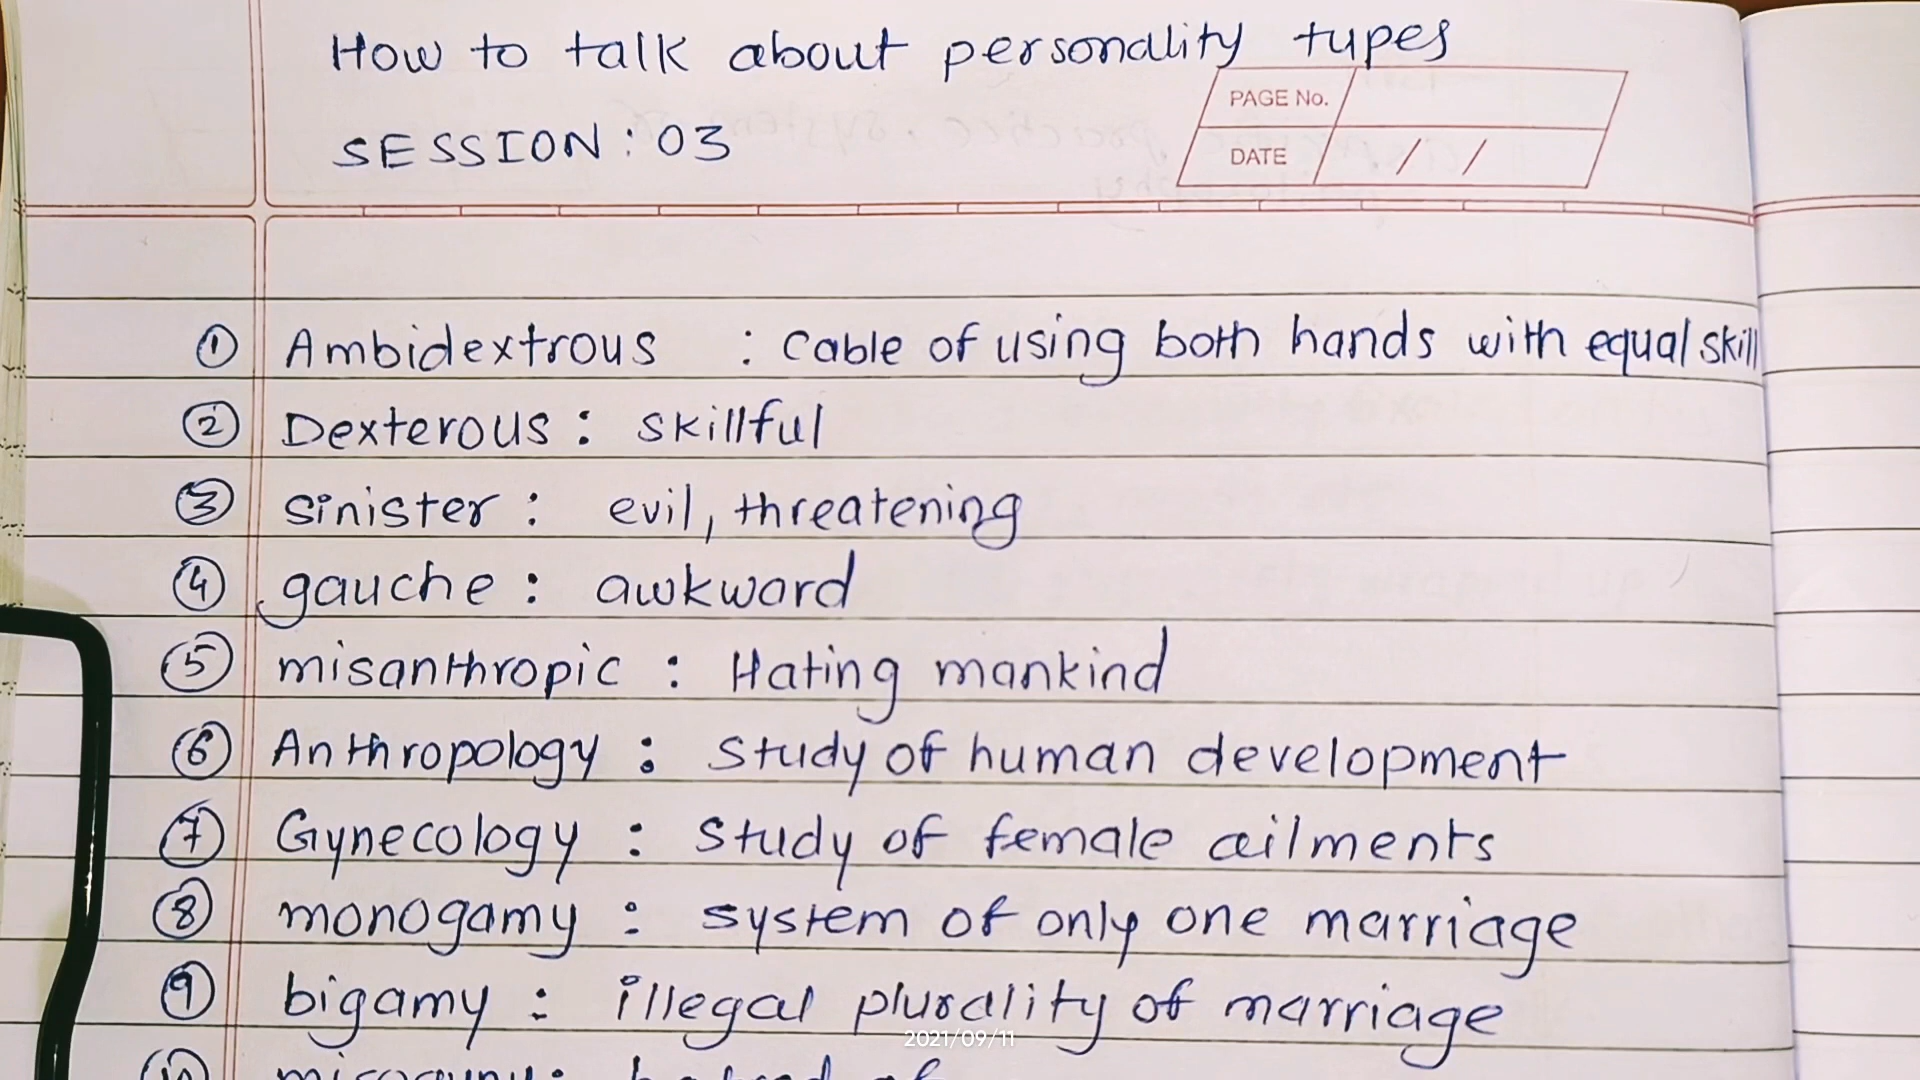 How to talk about personality types
PAGE No.
SESSION : 03
DATE / /
① Ambidextrous : Cable of using both hands with equal skill
② Dexterous : skillful
③ sinister : evil, threatening
④ gauche : awkword
⑤ misanthropic : Hating mankind
⑥ Anthropology : Study of human development
⑦ Gynecology : Study of female ailments
⑧ monogamy : system of only one marriage
⑨ bigamy : illegal plurality of marriage
2021/09/11